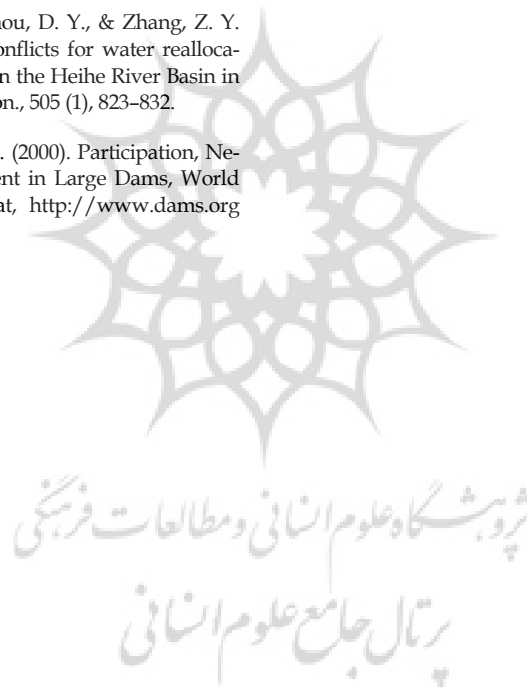 nou, D. Y., & Zhang, Z. Y.
onflicts for water realloca-
n the Heihe River Basin in
on., 505 (1), 823–832.
. (2000). Participation, Ne-
ent in Large Dams, World
at, http://www.dams.org
پژوهشگاه علوم انسانی و مطالعات فرهنگی
پرتال جامع علوم انسانی